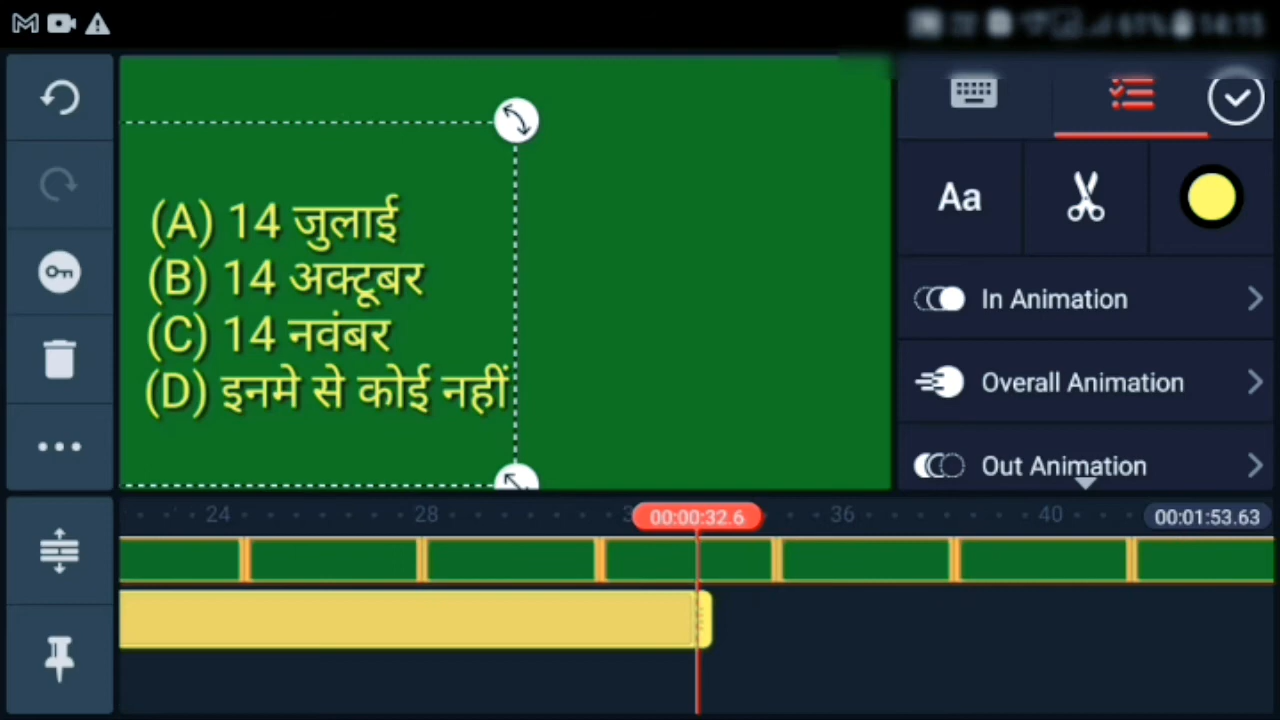 (A) 14 जुलाई
(B) 14 अक्टूबर
(C) 14 नवंबर
(D) इनमे से कोई नहीं
Aa
In Animation
Overall Animation
Out Animation
24 28 00:00:32.6 36 40 00:01:53.63